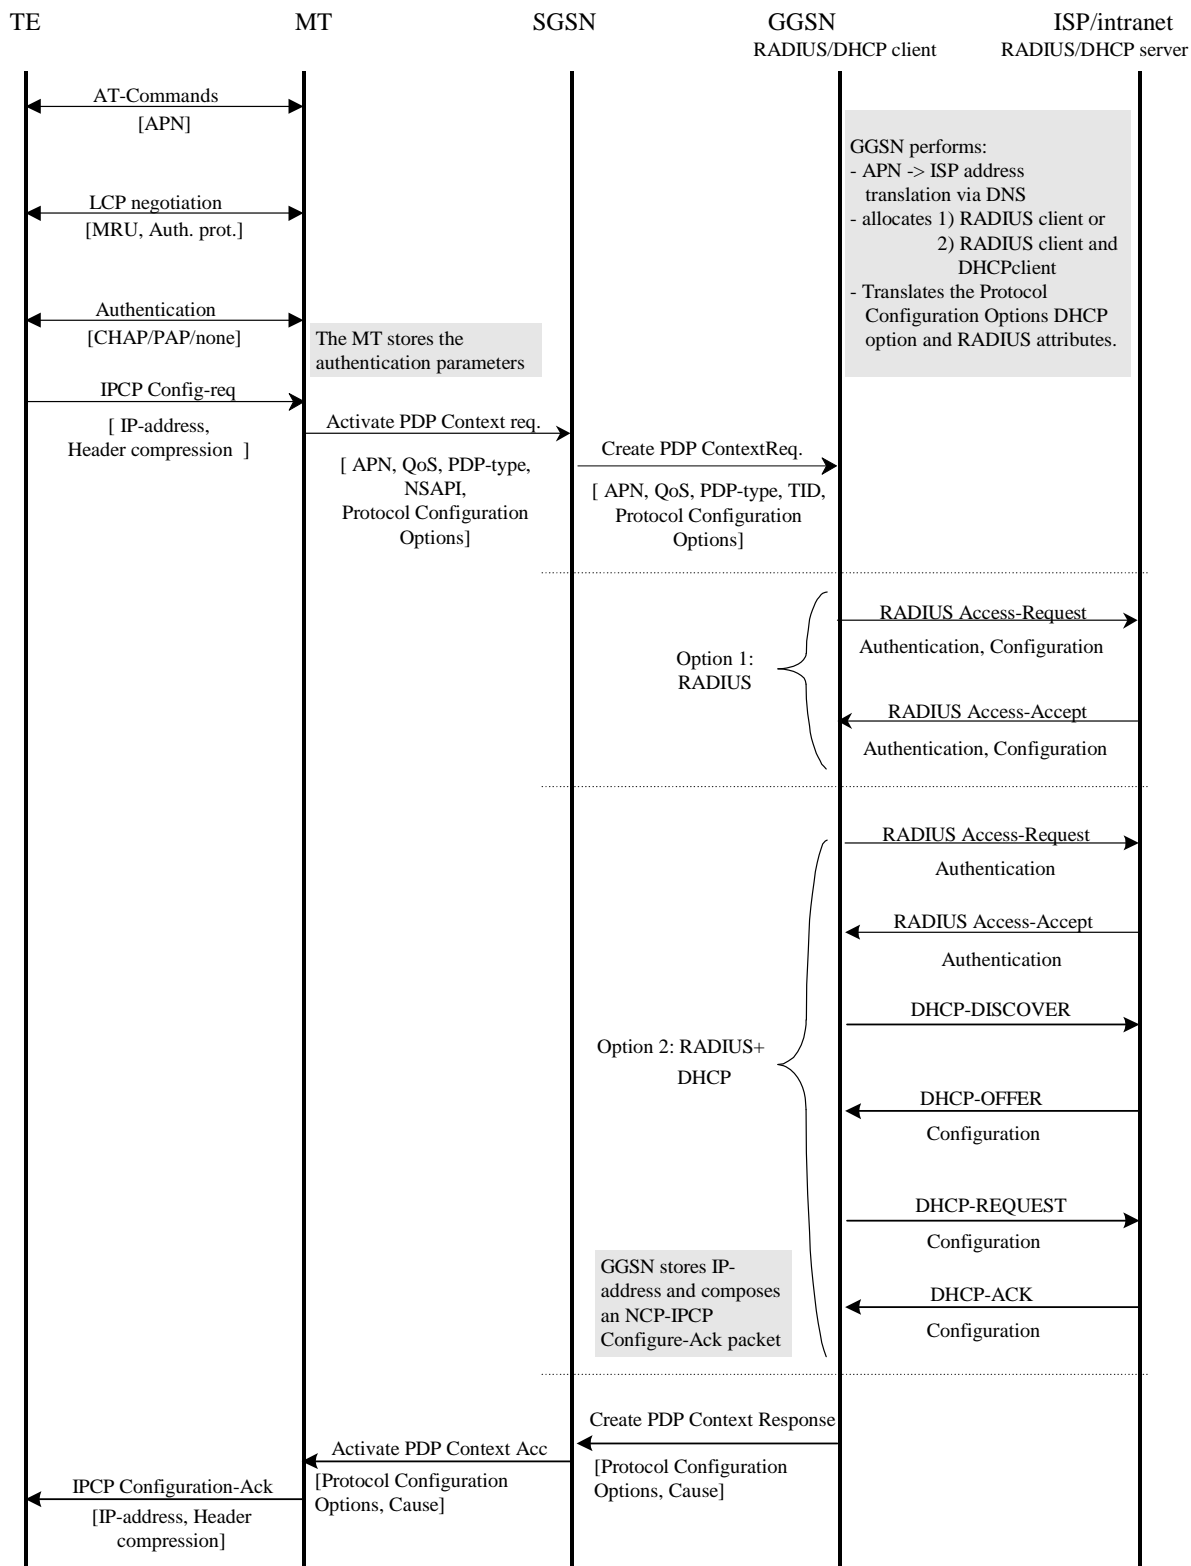 TE
MT
SGSN
GGSN
ISP/intranet
RADIUS/DHCP client
RADIUS/DHCP server
AT-Commands
[APN]
LCP negotiation
[MRU, Auth. prot.]
Authentication
[CHAP/PAP/none]
The MT stores the
authentication parameters
GGSN performs:
- APN -> ISP address
translation via DNS
- allocates 1) RADIUS client or
2) RADIUS client and
DHCPclient
- Translates the Protocol
Configuration Options DHCP
option and RADIUS attributes.
IPCP Config-req
[ IP-address,
Header compression ]
Activate PDP Context req.
[ APN, QoS, PDP-type,
NSAPI,
Protocol Configuration
Options]
Create PDP ContextReq.
[ APN, QoS, PDP-type, TID,
Protocol Configuration
Options]
Option 1:
RADIUS
RADIUS Access-Request
Authentication, Configuration
RADIUS Access-Accept
Authentication, Configuration
RADIUS Access-Request
Authentication
RADIUS Access-Accept
Authentication
DHCP-DISCOVER
Option 2: RADIUS+
DHCP
DHCP-OFFER
Configuration
DHCP-REQUEST
Configuration
GGSN stores IP-
address and composes
an NCP-IPCP
Configure-Ack packet
DHCP-ACK
Configuration
Create PDP Context Response
[Protocol Configuration
Options, Cause]
Activate PDP Context Acc
[Protocol Configuration
Options, Cause]
IPCP Configuration-Ack
[IP-address, Header
compression]